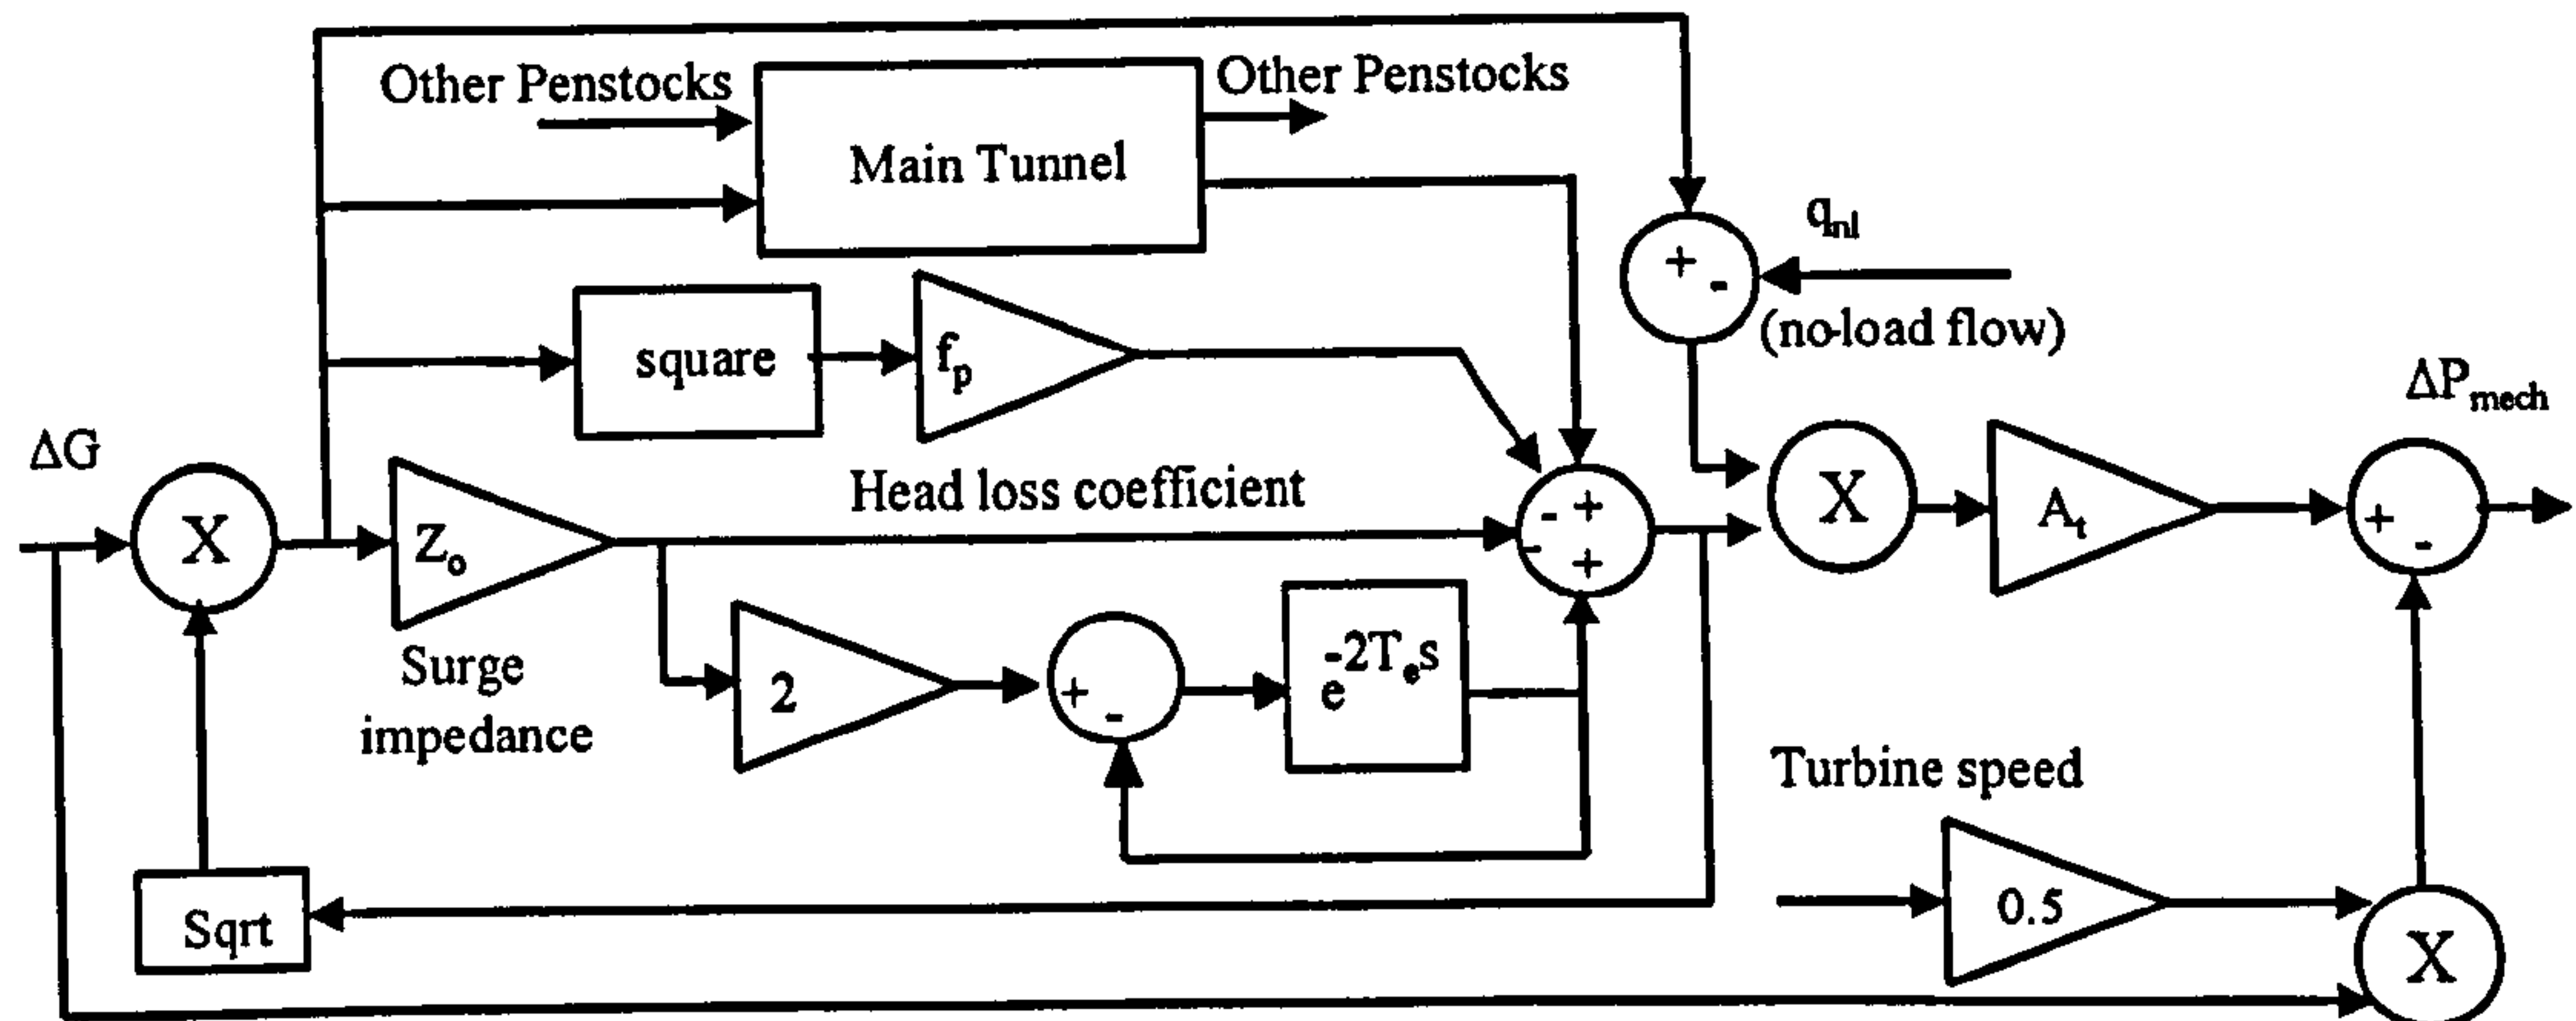 Other Penstocks
Other Penstocks
Main Tunnel
q_nl
(no-load flow)
square
f_p
ΔP_mech
ΔG
X
Z_o
Head loss coefficient
+
-
-
+
-
+
X
A_t
+
-
Surge
impedance
2
+
-
e^-2T_e s
Turbine speed
0.5
Sqrt
X